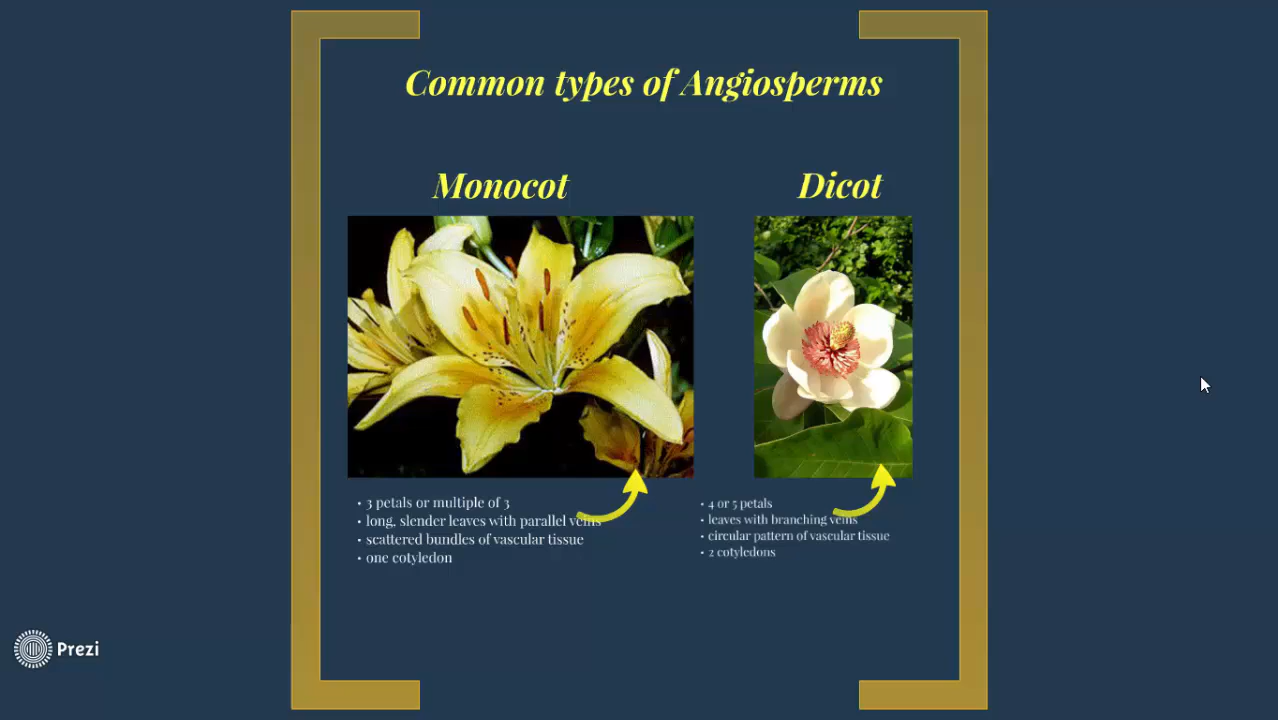 Common types of Angiosperms
Monocot
• 3 petals or multiple of 3
• long, slender leaves with parallel veins
• scattered bundles of vascular tissue
• one cotyledon
Dicot
• 4 or 5 petals
• leaves with branching veins
• circular pattern of vascular tissue
• 2 cotyledons
Prezi